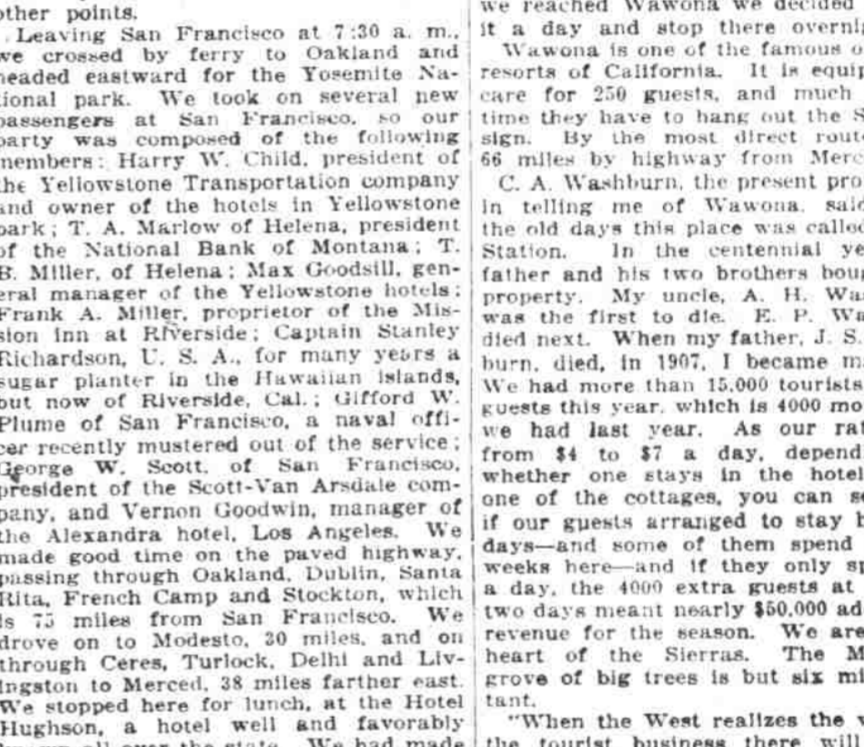 other points.
Leaving San Francisco at 7:30 a. m.,
we crossed by ferry to Oakland and
headed eastward for the Yosemite Na-
tional park. We took on several new
passengers at San Francisco, so our
party was composed of the following
members: Harry W. Child, president of
the Yellowstone Transportation company
and owner of the hotels in Yellowstone
park; T. A. Marlow of Helena, president
of the National Bank of Montana; T.
B. Miller, of Helena; Max Goodsill, gen-
eral manager of the Yellowstone hotels;
Frank A. Miller, proprietor of the Mis-
sion Inn at Riverside; Captain Stanley
Richardson, U. S. A., for many years a
sugar planter in the Hawaiian islands,
but now of Riverside, Cal.; Gifford W.
Plume of San Francisco, a naval offi-
cer recently mustered out of the service;
George W. Scott, of San Francisco,
president of the Scott-Van Arsdale com-
pany, and Vernon Goodwin, manager of
the Alexandra hotel, Los Angeles. We
made good time on the paved highway,
passing through Oakland, Dublin, Santa
Rita, French Camp and Stockton, which
is 75 miles from San Francisco. We
drove on to Modesto, 30 miles, and on
through Ceres, Turlock, Delhi and Liv-
ingston to Merced, 38 miles farther east.
We stopped here for lunch, at the Hotel
Hughson, a hotel well and favorably
all over the state. We had made
we reached Wawona we decided
it a day and stop there overni
Wawona is one of the famous o
resorts of California. It is equip
care for 250 guests, and much
time they have to hang out the S
sign. By the most direct rout
66 miles by highway from Merc
C. A. Washburn, the present pro
in telling me of Wawona, said
the old days this place was called
Station. In the centennial ye
father and his two brothers boug
property. My uncle, A. H. Was
was the first to die. E. P. Wa
died next. When my father, J. S.
burn, died, in 1907, I became ma
We had more than 15,000 tourists
guests this year, which is 4000 mo
we had last year. As our rat
from $4 to $7 a day, depend
whether one stays in the hotel
one of the cottages, you can se
if our guests arranged to stay b
days—and some of them spend
weeks here—and if they only sp
a day, the 4000 extra guests at
two days meant nearly $50,000 ad
revenue for the season. We are
heart of the Sierras. The M
grove of big trees is but six mi
tant.
"When the West realizes the v
the tourist business there will